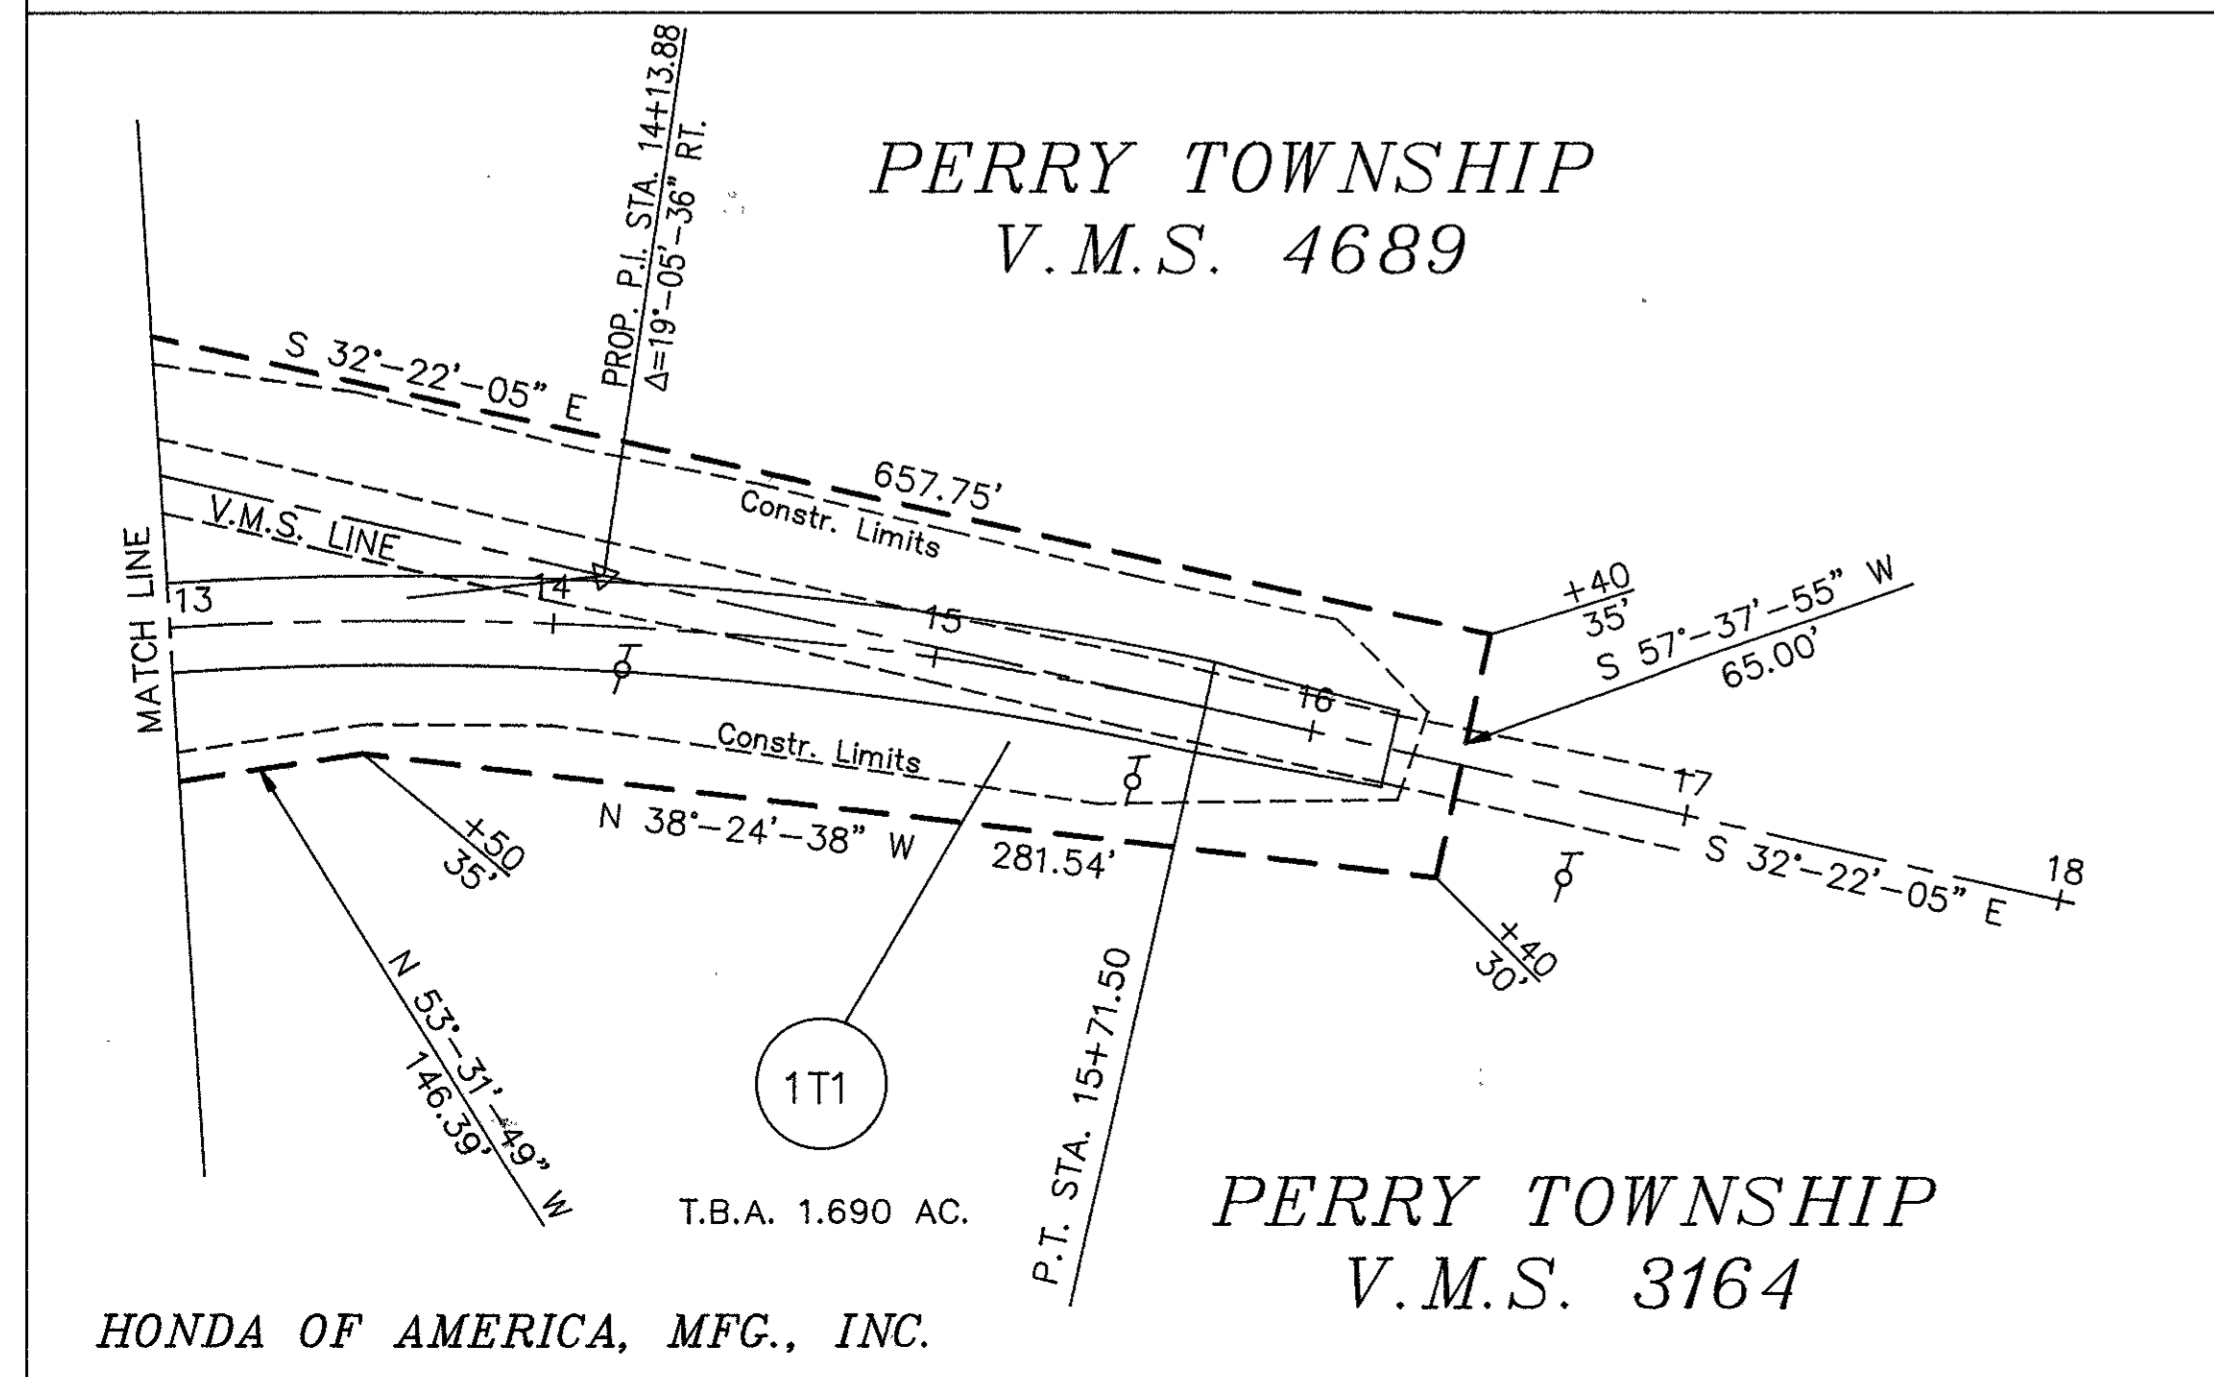 PROP. P.I. STA. 14+13.88
Δ=19°-05'-36" RT.
PERRY TOWNSHIP
V.M.S. 4689
S 32°-22'-05" E
657.75'
Constr. Limits
V.M.S. LINE
MATCH LINE
13
14
15
16
17
18
+40
35'
S 57°-37'-55" W
65.00'
S 32°-22'-05" E
Constr. Limits
N 38°-24'-38" W
281.54'
+50
35'
+40
30'
N 53°-31'-49" W
146.39'
1T1
T.B.A. 1.690 AC.
P.T. STA. 15+71.50
PERRY TOWNSHIP
V.M.S. 3164
HONDA OF AMERICA, MFG., INC.